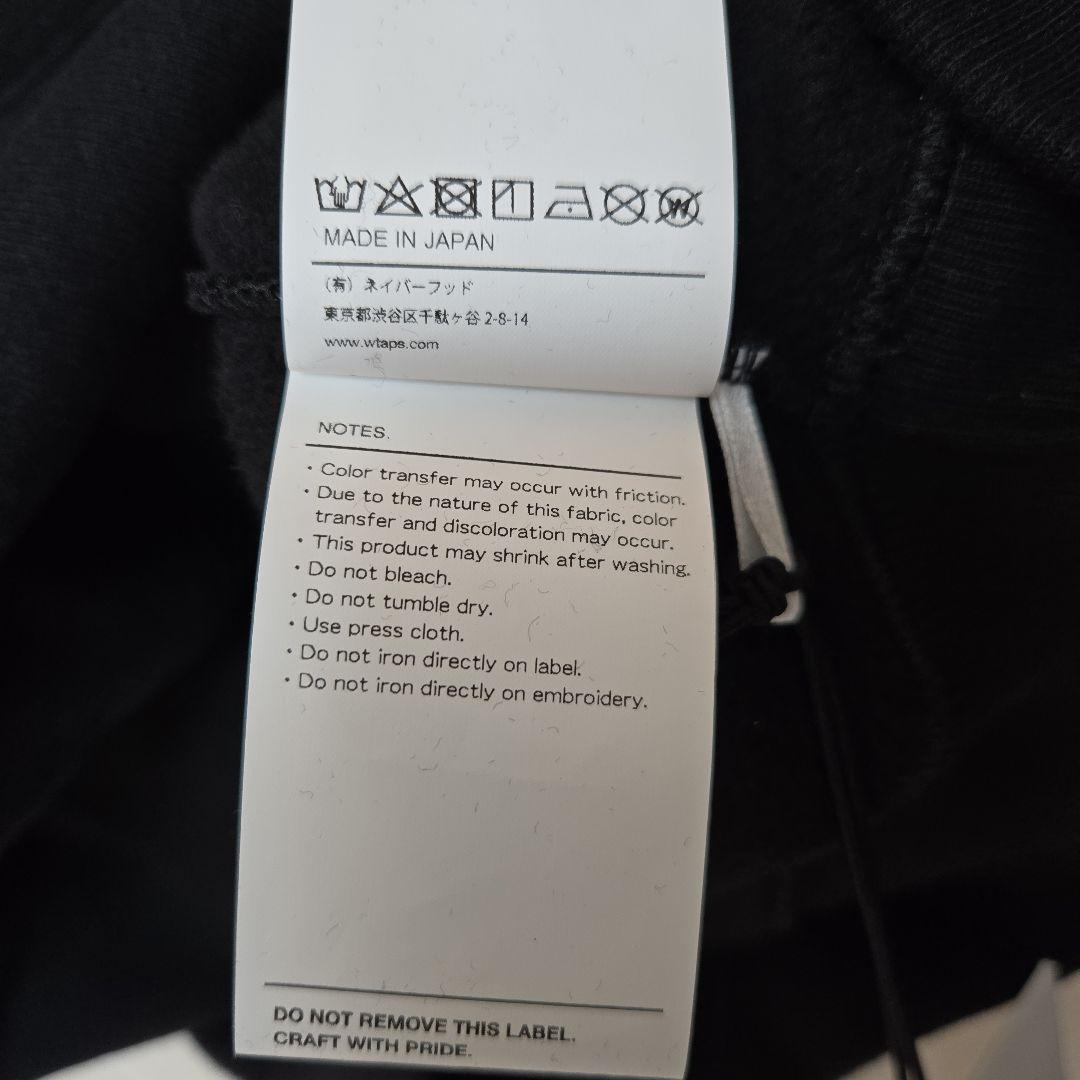 MADE IN JAPAN
（有）ネイバーフッド
東京都渋谷区千駄ヶ谷 2-8-14
www.wtaps.com
NOTES.
・Color transfer may occur with friction.
・Due to the nature of this fabric, color
transfer and discoloration may occur.
・This product may shrink after washing.
・Do not bleach.
・Do not tumble dry.
・Use press cloth.
・Do not iron directly on label.
・Do not iron directly on embroidery.
DO NOT REMOVE THIS LABEL.
CRAFT WITH PRIDE.